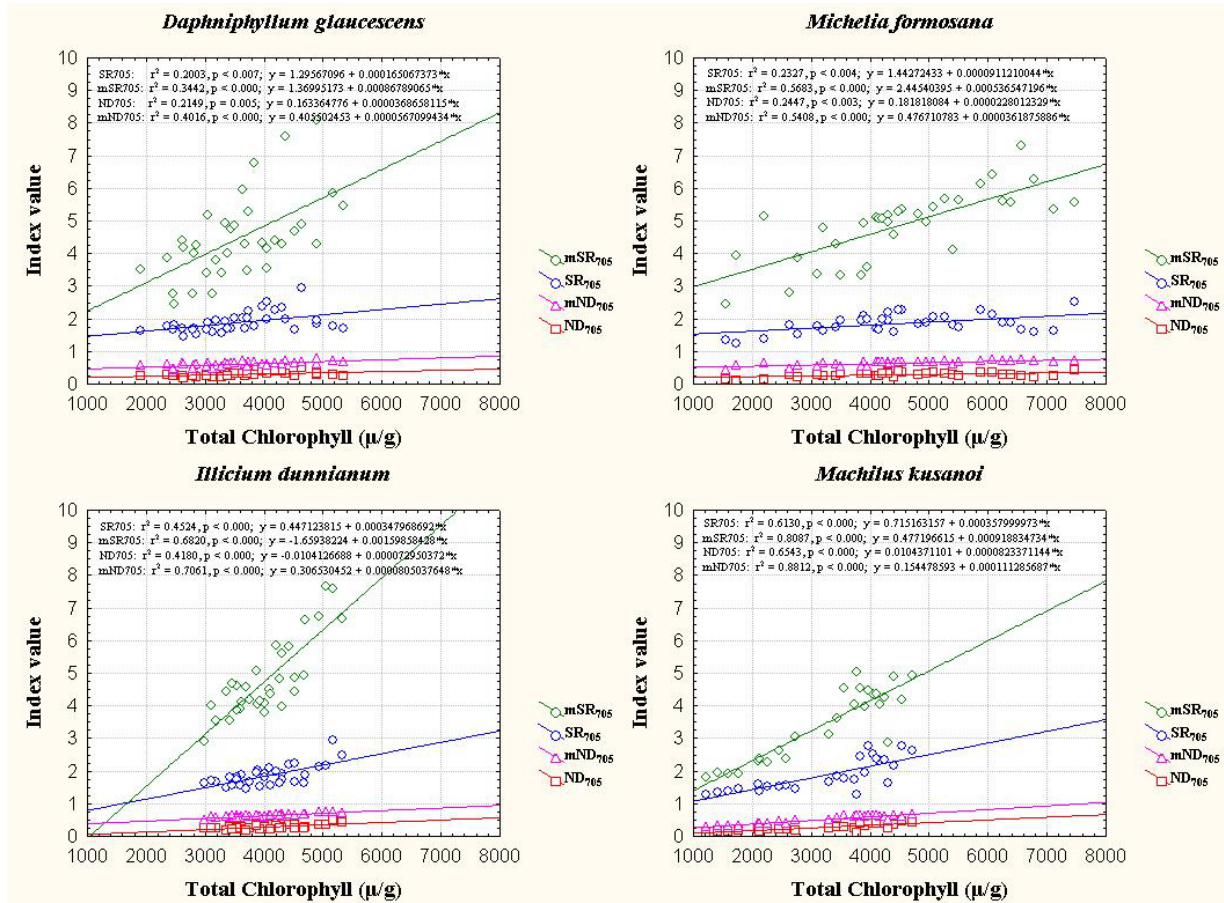 Daphniphyllum glaucescens
SR705: r² = 0.2003, p < 0.007; y = 1.29567096 + 0.000165067373*x
mSR705: r² = 0.3442, p < 0.000; y = 1.36995173 + 0.00086789065*x
ND705: r² = 0.2149, p = 0.005; y = 0.163364776 + 0.0000368658115*x
mND705: r² = 0.4016, p < 0.000; y = 0.405502453 + 0.0000567099434*x
10
9
8
7
6
5
4
3
2
1
0
Index value
1000 2000 3000 4000 5000 6000 7000 8000
Total Chlorophyll (µ/g)
mSR705
SR705
mND705
ND705
Michelia formosana
SR705: r² = 0.2327, p < 0.004; y = 1.44272433 + 0.0000911210044*x
mSR705: r² = 0.5683, p < 0.000; y = 2.44540395 + 0.000536547196*x
ND705: r² = 0.2447, p < 0.003; y = 0.181818084 + 0.0000228012329*x
mND705: r² = 0.5408, p < 0.000; y = 0.476710783 + 0.0000361875886*x
10
9
8
7
6
5
4
3
2
1
0
Index value
1000 2000 3000 4000 5000 6000 7000 8000
Total Chlorophyll (µ/g)
mSR705
SR705
mND705
ND705
Illicium dunnianum
SR705: r² = 0.4524, p < 0.000; y = 0.447123815 + 0.000347968692*x
mSR705: r² = 0.6820, p < 0.000; y = -1.65938224 + 0.00159858428*x
ND705: r² = 0.4180, p < 0.000; y = -0.0104126688 + 0.000072950372*x
mND705: r² = 0.7061, p < 0.000; y = 0.306530452 + 0.0000805037648*x
10
9
8
7
6
5
4
3
2
1
0
Index value
1000 2000 3000 4000 5000 6000 7000 8000
Total Chlorophyll (µ/g)
mSR705
SR705
mND705
ND705
Machilus kusanoi
SR705: r² = 0.6130, p < 0.000; y = 0.715163157 + 0.000357999973*x
mSR705: r² = 0.8087, p < 0.000; y = 0.477196615 + 0.000918834734*x
ND705: r² = 0.6543, p < 0.000; y = 0.0104371101 + 0.0000823371144*x
mND705: r² = 0.8812, p < 0.000; y = 0.154478593 + 0.000111285687*x
10
9
8
7
6
5
4
3
2
1
0
Index value
1000 2000 3000 4000 5000 6000 7000 8000
Total Chlorophyll (µ/g)
mSR705
SR705
mND705
ND705